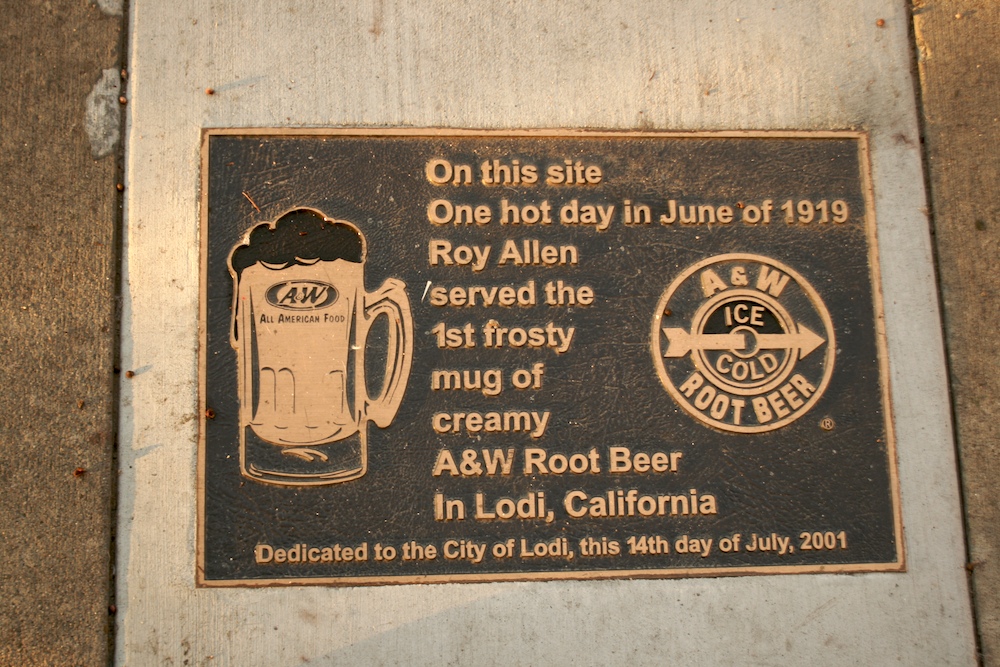 On this site
One hot day in June of 1919
Roy Allen
served the
1st frosty
mug of
creamy
A&W Root Beer
In Lodi, California
Dedicated to the City of Lodi, this 14th day of July, 2001
A&W
ALL AMERICAN FOOD
A & W
ICE
COLD
ROOT BEER
®